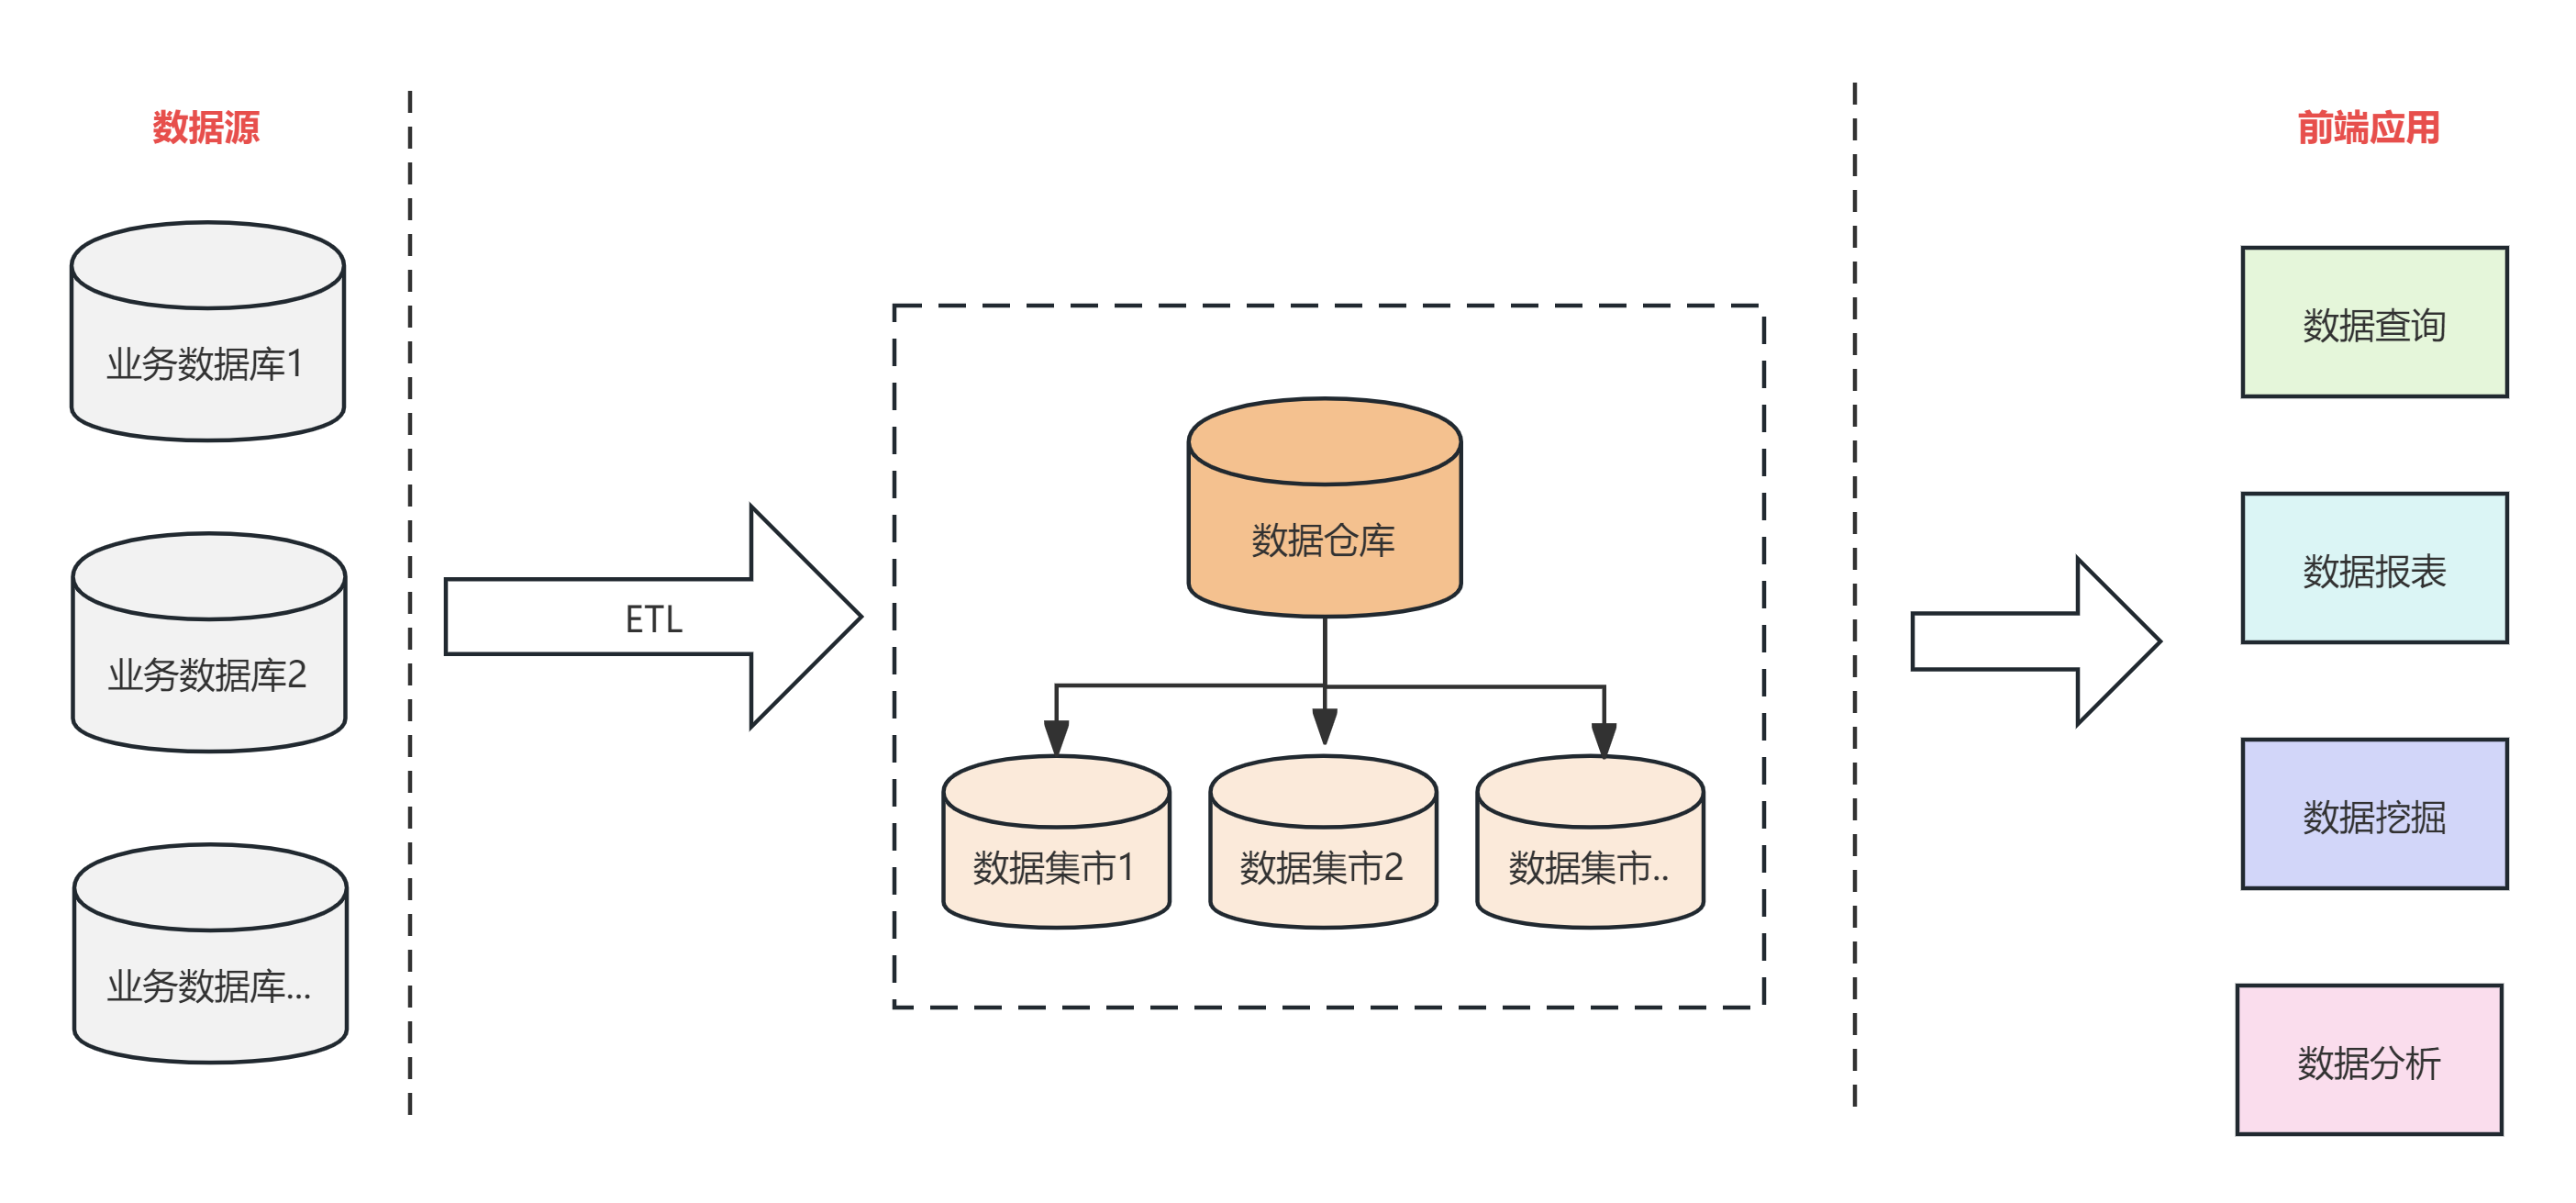 数据源
业务数据库1
业务数据库2
业务数据库...
ETL
数据仓库
数据集市1
数据集市2
数据集市..
前端应用
数据查询
数据报表
数据挖掘
数据分析